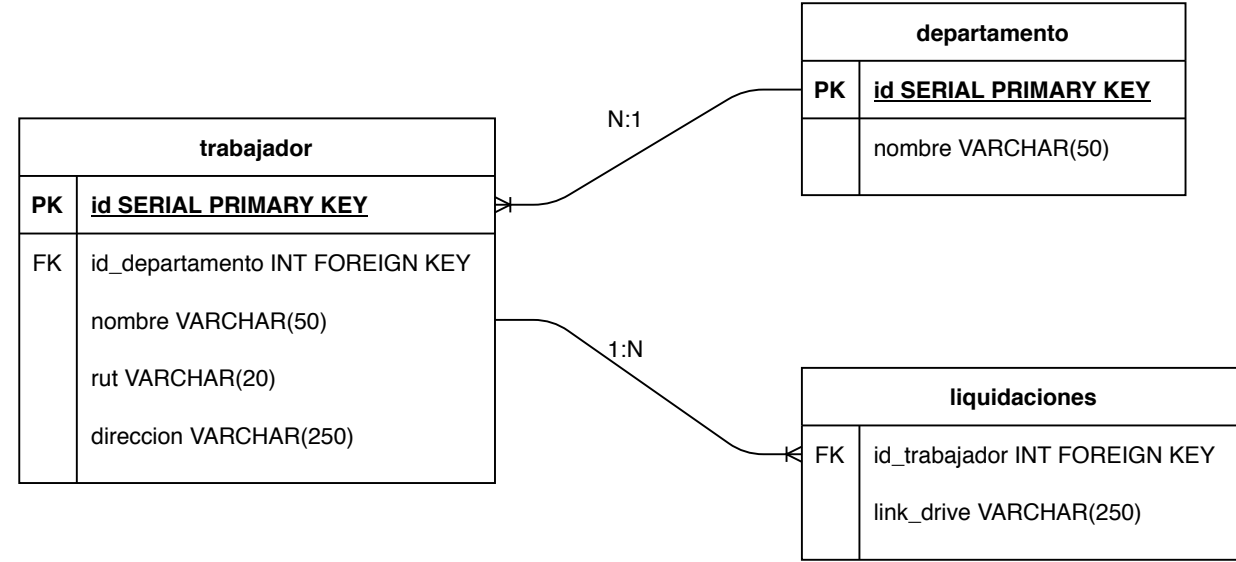 departamento
PK id SERIAL PRIMARY KEY
nombre VARCHAR(50)
N:1
trabajador
PK id SERIAL PRIMARY KEY
FK id_departamento INT FOREIGN KEY
nombre VARCHAR(50)
rut VARCHAR(20)
direccion VARCHAR(250)
1:N
liquidaciones
FK id_trabajador INT FOREIGN KEY
link_drive VARCHAR(250)